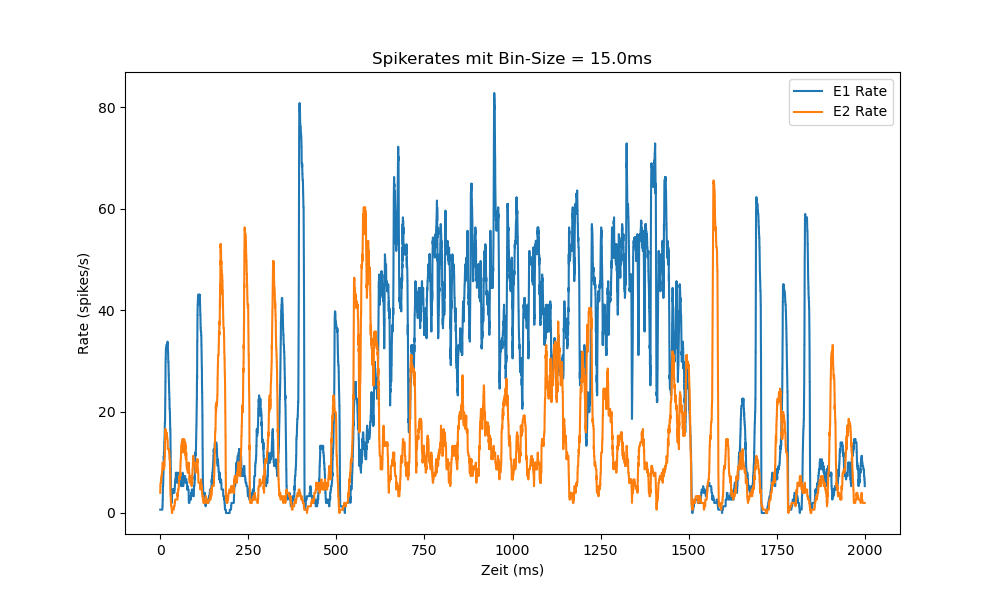 Spikerates mit Bin-Size = 15.0ms
E1 Rate
E2 Rate
Rate (spikes/s)
80
60
40
20
0
0 250 500 750 1000 1250 1500 1750 2000
Zeit (ms)